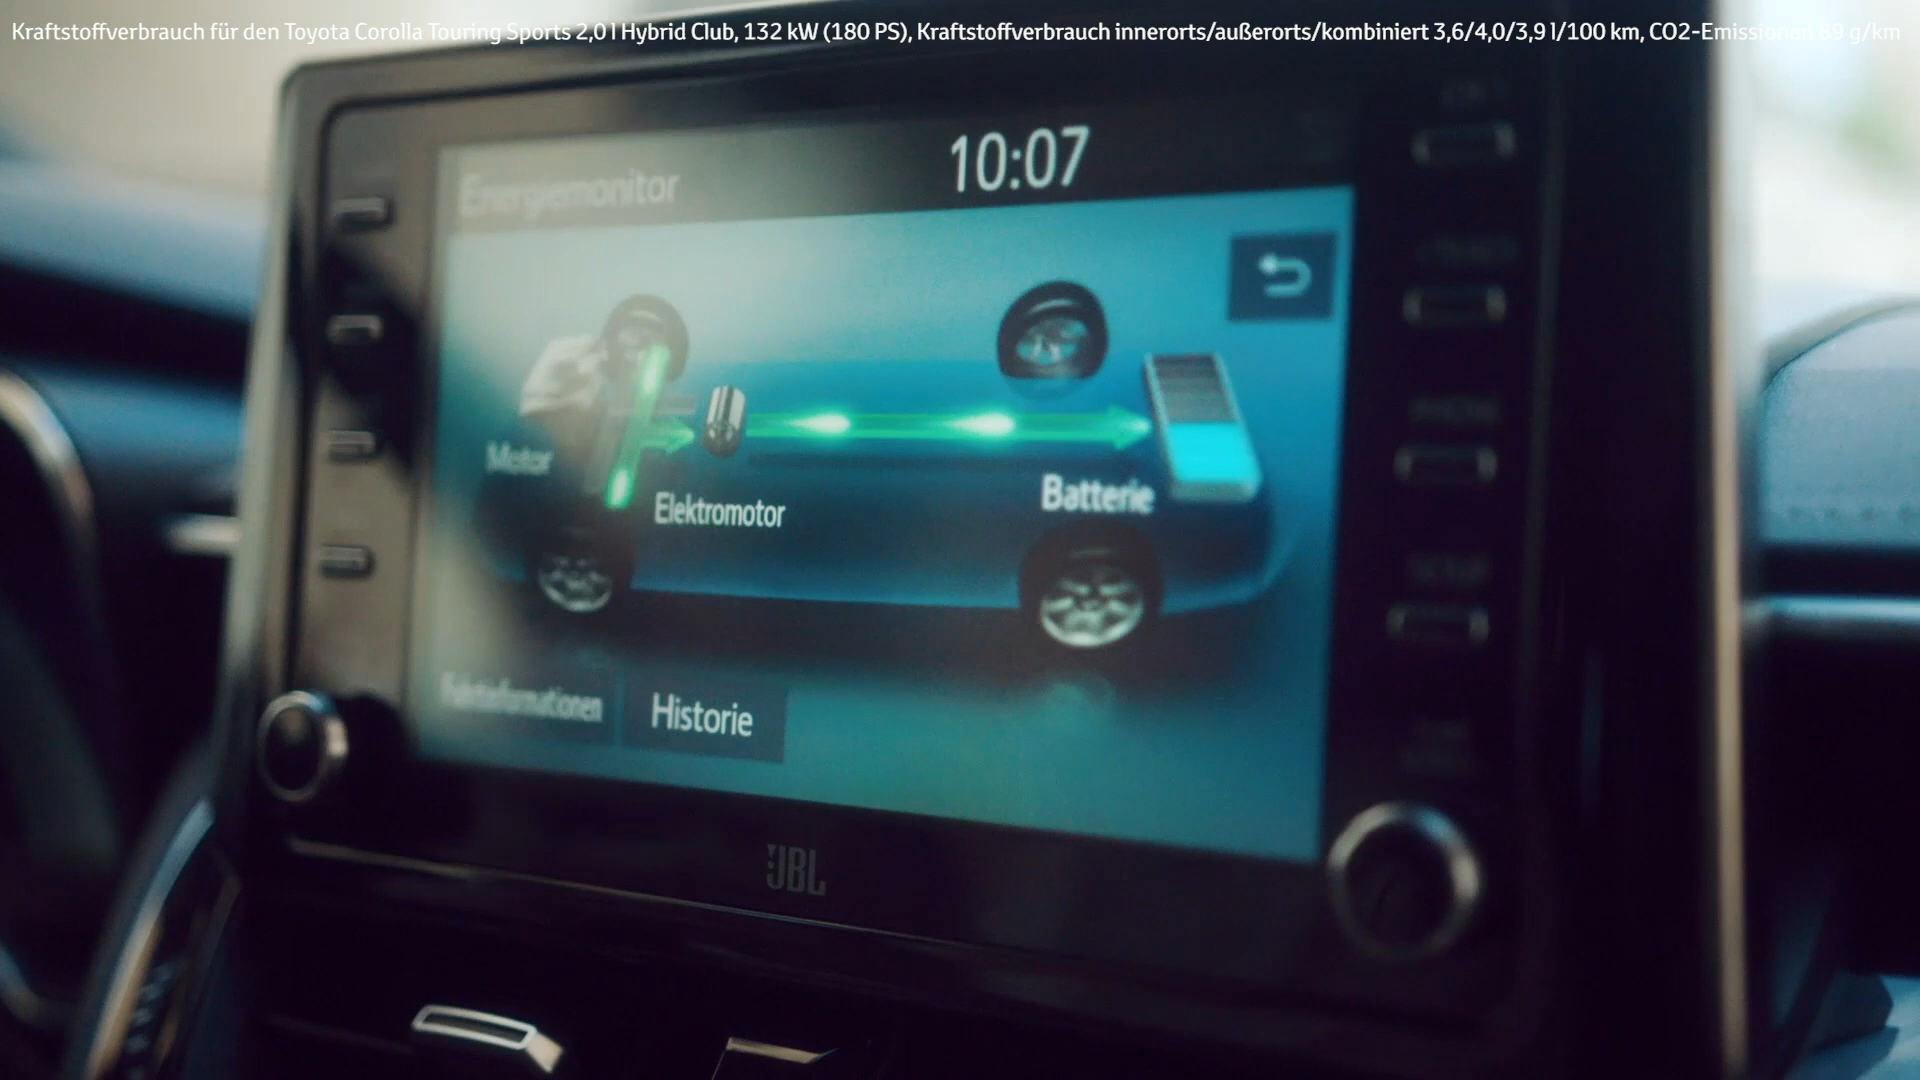 Kraftstoffverbrauch für den Toyota Corolla Touring Sports 2,0 l Hybrid Club, 132 kW (180 PS), Kraftstoffverbrauch innerorts/außerorts/kombiniert 3,6/4,0/3,9 l/100 km, CO2-Emissionen 89 g/km
10:07
Energiemonitor
Motor
Elektromotor
Batterie
Fahrinformationen
Historie
JBL